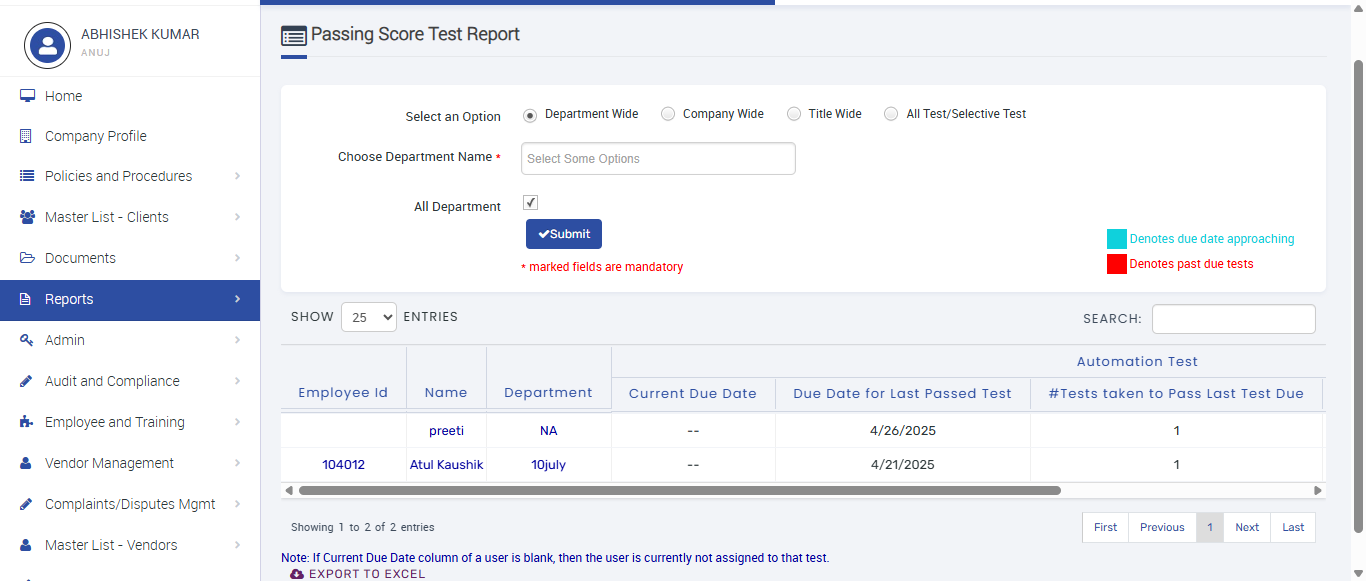 ABHISHEK KUMAR
ANUJ
Home
Company Profile
Policies and Procedures
Master List - Clients
Documents
Reports
Admin
Audit and Compliance
Employee and Training
Vendor Management
Complaints/Disputes Mgmt
Master List - Vendors
Passing Score Test Report
Select an Option Department Wide Company Wide Title Wide All Test/Selective Test
Choose Department Name * Select Some Options
All Department
Submit
* marked fields are mandatory
Denotes due date approaching
Denotes past due tests
SHOW 25 ENTRIES SEARCH:
Automation Test
Employee Id Name Department Current Due Date Due Date for Last Passed Test #Tests taken to Pass Last Test Due
preeti NA -- 4/26/2025 1
104012 Atul Kaushik 10july -- 4/21/2025 1
Showing 1 to 2 of 2 entries First Previous 1 Next Last
Note: If Current Due Date column of a user is blank, then the user is currently not assigned to that test.
EXPORT TO EXCEL